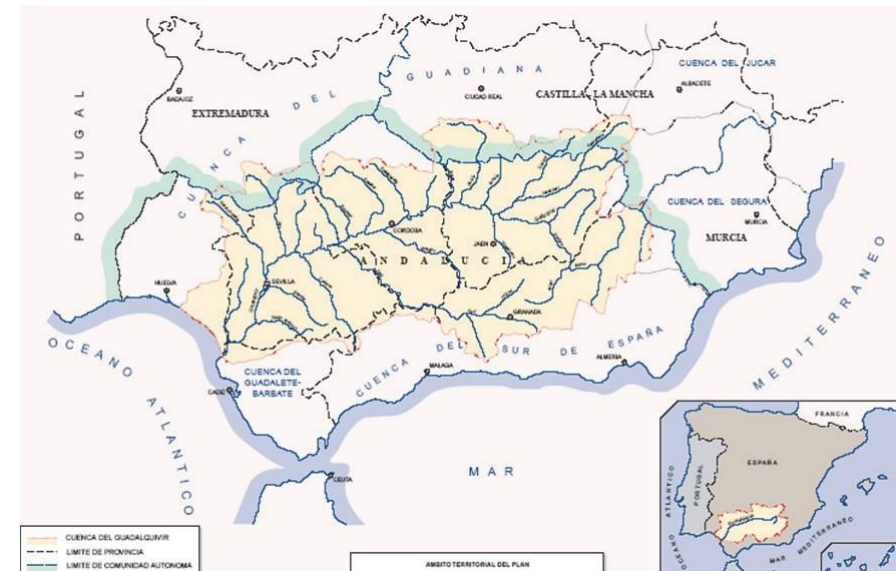 CUENCA DEL JUCAR
CUENCA DEL GUADIANA
CASTILLA - LA MANCHA
CIUDAD REAL
ALBACETE
BADAJOZ
EXTREMADURA
PORTUGAL
CUENCA DEL SEGURA
MURCIA
MURCIA
CORDOBA
JAEN
ANDALUCIA
SEVILLA
HUELVA
GRANADA
OCEANO ATLANTICO
CUENCA DEL SUR DE ESPAÑA
MALAGA
ALMERIA
MEDITERRANEO
CUENCA DEL
GUADALETE-
BARBATE
CADIZ
MAR
CEUTA
FRANCIA
ESPAÑA
PORTUGAL
OCEANO ATLANTICO
MAR MEDITERRANEO
CUENCA DEL GUADALQUIVIR
LIMITE DE PROVINCIA
LIMITE DE COMUNIDAD AUTONOMA
AMBITO TERRITORIAL DEL PLAN